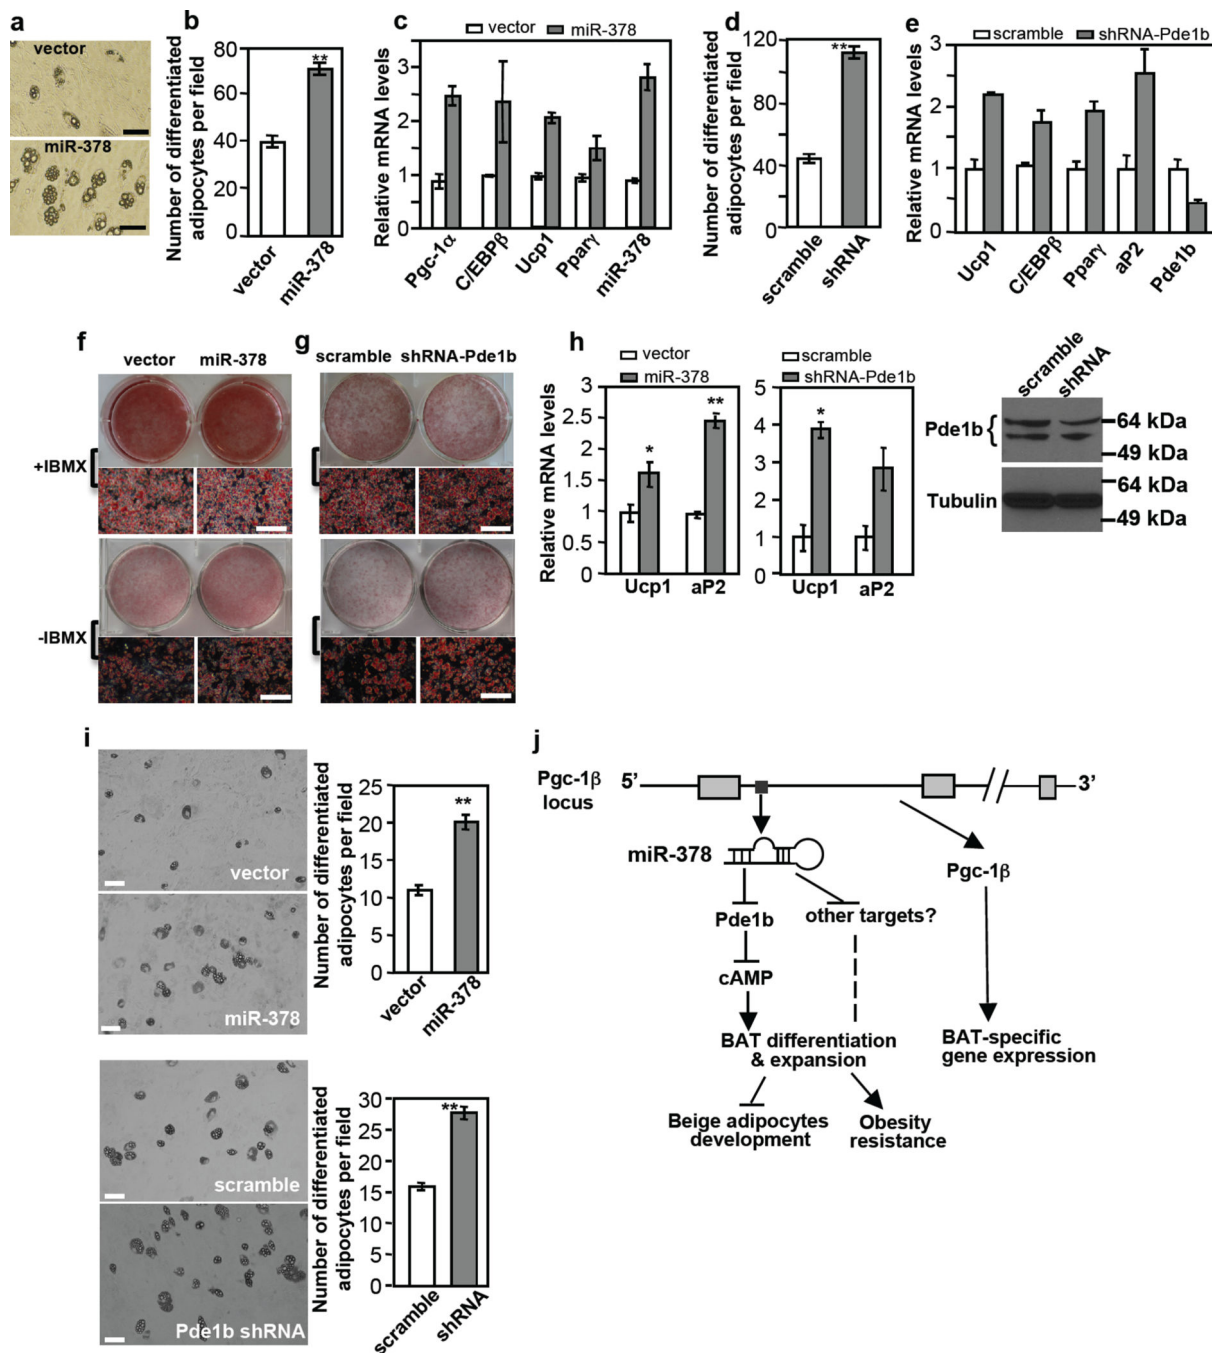 a
vector
miR-378
b
Number of differentiated
adipocytes per field
80
60
40
20
0
**
vector
miR-378
c
vector
miR-378
Relative mRNA levels
3.5
3
2.5
2
1.5
1
0
Pgc-1α
C/EBPβ
Ucp1
Pparγ
miR-378
d
Number of differentiated
adipocytes per field
120
80
40
0
**
scramble
shRNA
e
scramble
shRNA-Pde1b
Relative mRNA levels
3
2
1
0
Ucp1
C/EBPβ
Pparγ
aP2
Pde1b
f
vector
miR-378
+IBMX
-IBMX
g
scramble
shRNA-Pde1b
h
vector
miR-378
Relative mRNA levels
3
2.5
2
1.5
1
0.5
0
*
**
Ucp1
aP2
scramble
shRNA-Pde1b
5
4
3
2
1
0
*
Ucp1
aP2
scramble
shRNA
Pde1b
64 kDa
49 kDa
Tubulin
64 kDa
49 kDa
i
vector
miR-378
Number of differentiated
adipocytes per field
25
20
15
10
5
0
**
vector
miR-378
scramble
Pde1b shRNA
Number of differentiated
adipocytes per field
30
25
20
15
10
5
0
**
scramble
shRNA
j
Pgc-1β
locus
5’
3’
miR-378
Pgc-1β
Pde1b
other targets?
cAMP
BAT differentiation
& expansion
BAT-specific
gene expression
Beige adipocytes
development
Obesity
resistance